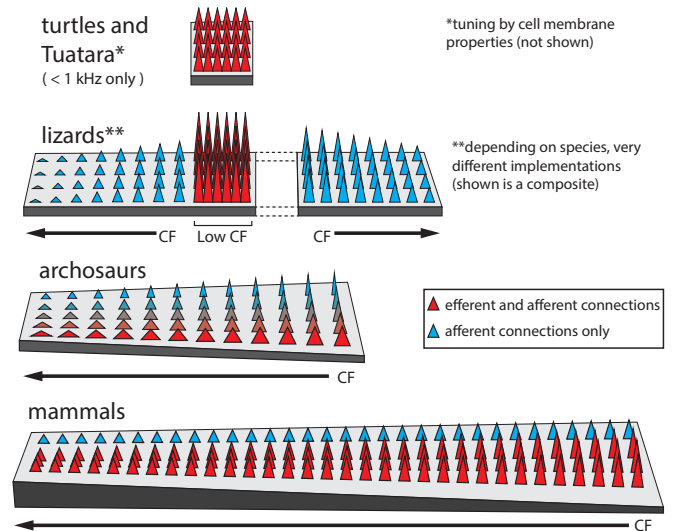 turtles and
Tuatara*
( < 1 kHz only )
*tuning by cell membrane
properties (not shown)
lizards**
**depending on species, very
different implementations
(shown is a composite)
CF
Low CF
CF
archosaurs
efferent and afferent connections
afferent connections only
CF
mammals
CF